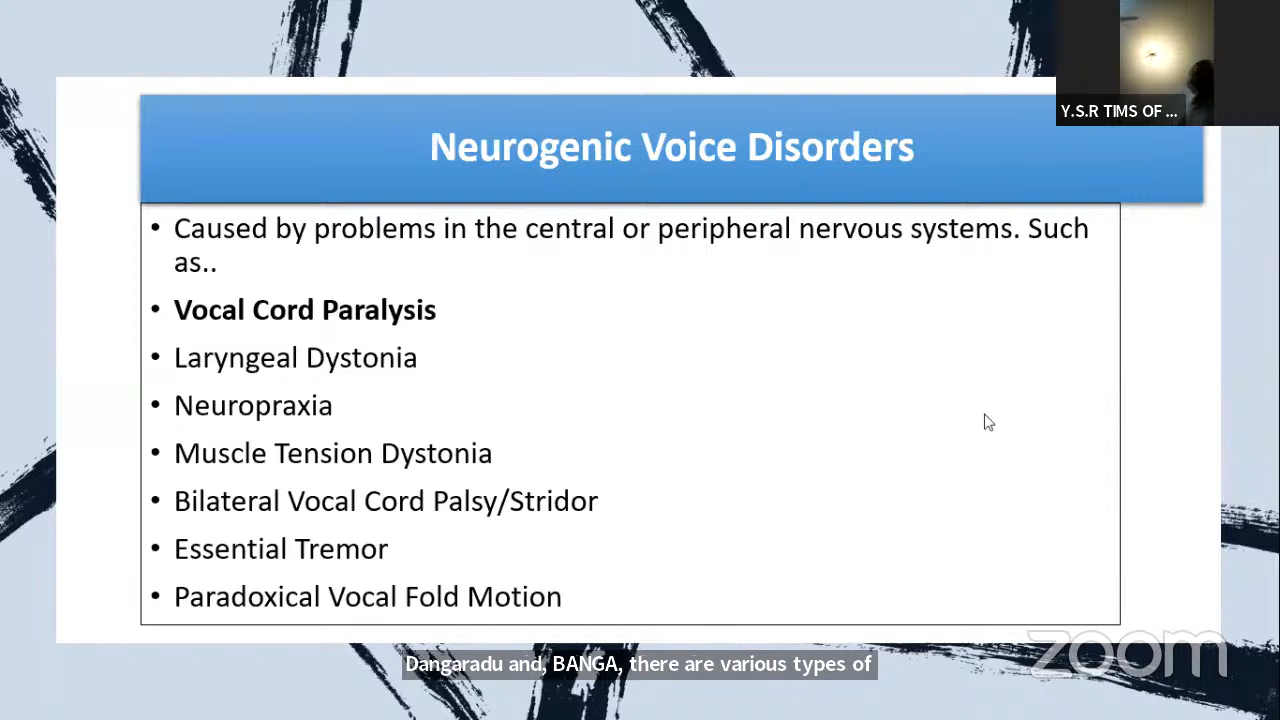 Y.S.R TIMS OF ...
Neurogenic Voice Disorders
• Caused by problems in the central or peripheral nervous systems. Such
as..
• Vocal Cord Paralysis
• Laryngeal Dystonia
• Neuropraxia
• Muscle Tension Dystonia
• Bilateral Vocal Cord Palsy/Stridor
• Essential Tremor
• Paradoxical Vocal Fold Motion
zoom
Dangaradu and, BANGA, there are various types of